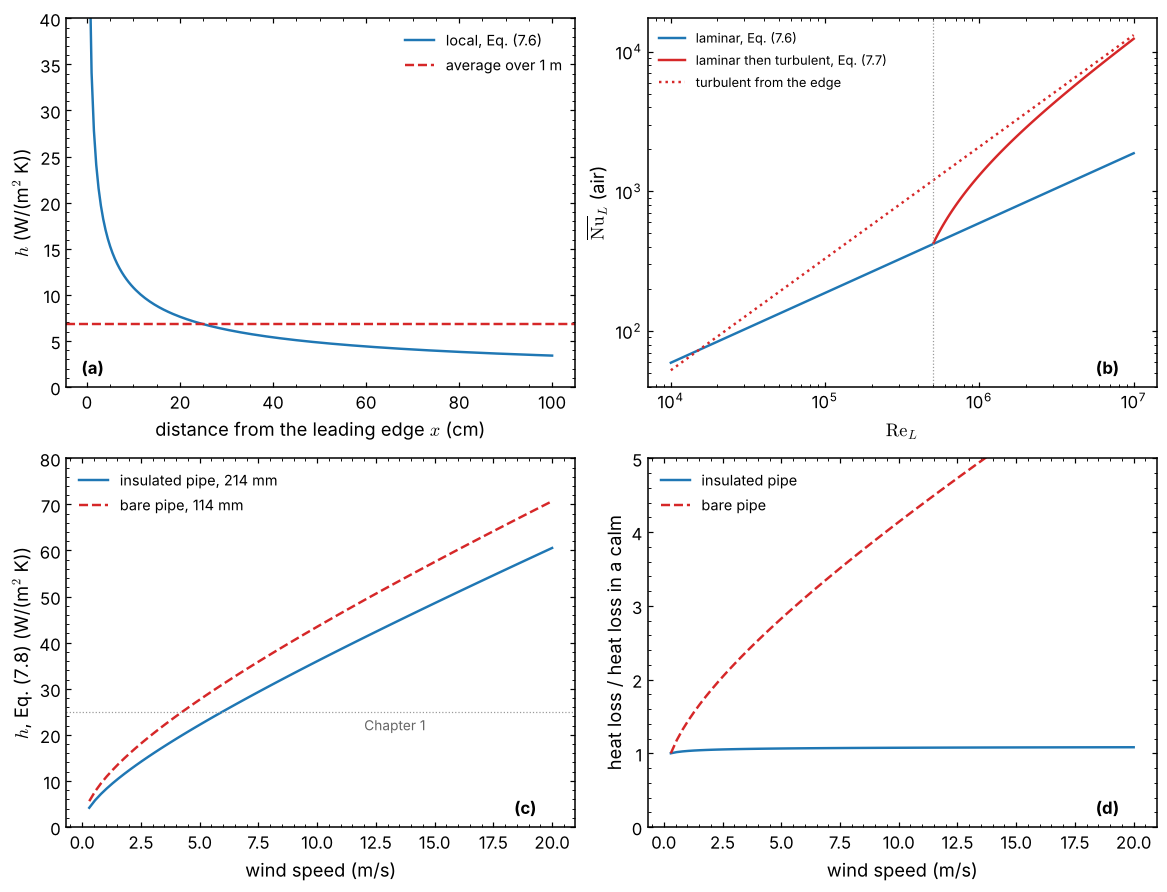 40
35
30
25
20
15
10
5
0
h (W/(m² K))
local, Eq. (7.6)
average over 1 m
(a)
0 20 40 60 80 100
distance from the leading edge x (cm)
10⁴
10³
10²
N̅u̅_L (air)
laminar, Eq. (7.6)
laminar then turbulent, Eq. (7.7)
turbulent from the edge
(b)
10⁴ 10⁵ 10⁶ 10⁷
Re_L
80
70
60
50
40
30
20
10
0
h, Eq. (7.8) (W/(m² K))
insulated pipe, 214 mm
bare pipe, 114 mm
Chapter 1
(c)
0.0 2.5 5.0 7.5 10.0 12.5 15.0 17.5 20.0
wind speed (m/s)
5
4
3
2
1
0
heat loss / heat loss in a calm
insulated pipe
bare pipe
(d)
0.0 2.5 5.0 7.5 10.0 12.5 15.0 17.5 20.0
wind speed (m/s)